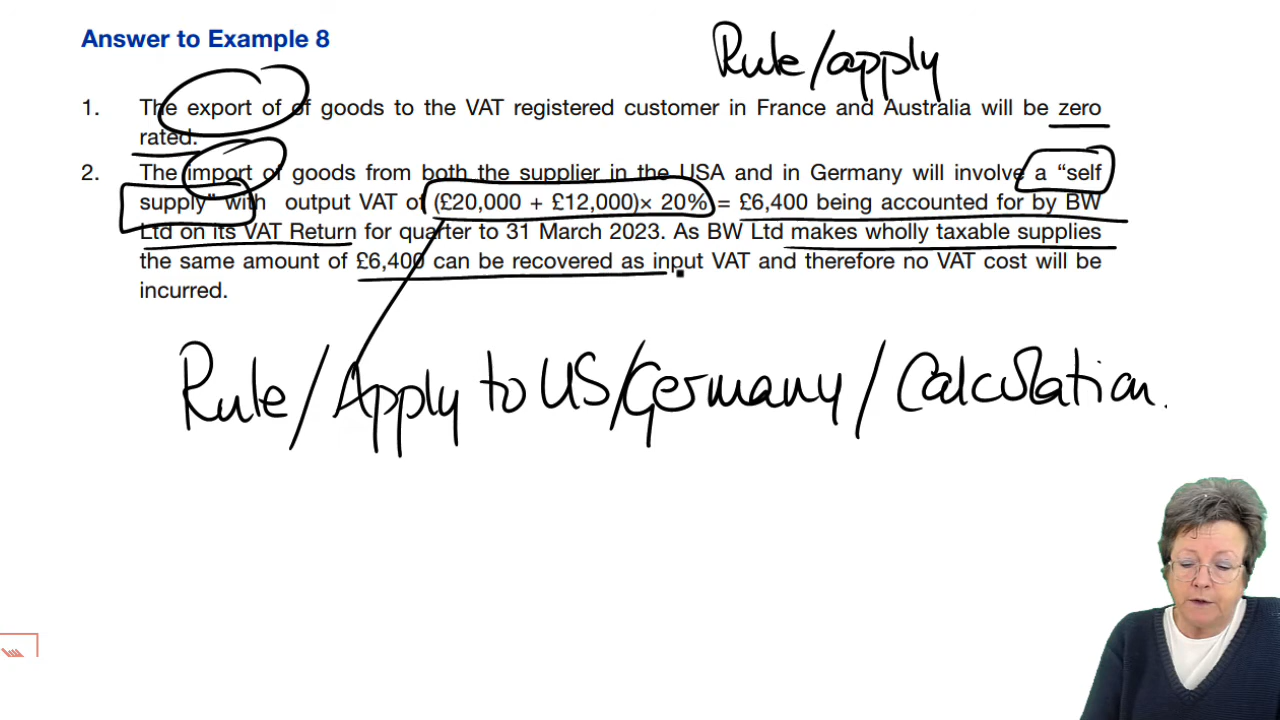 Answer to Example 8
Rule/apply
1. The export of of goods to the VAT registered customer in France and Australia will be zero
rated.
2. The import of goods from both the supplier in the USA and in Germany will involve a “self
supply” with output VAT of (£20,000 + £12,000)× 20% = £6,400 being accounted for by BW
Ltd on its VAT Return for quarter to 31 March 2023. As BW Ltd makes wholly taxable supplies
the same amount of £6,400 can be recovered as input VAT and therefore no VAT cost will be
incurred.
Rule/Apply to US/Germany/Calculation.